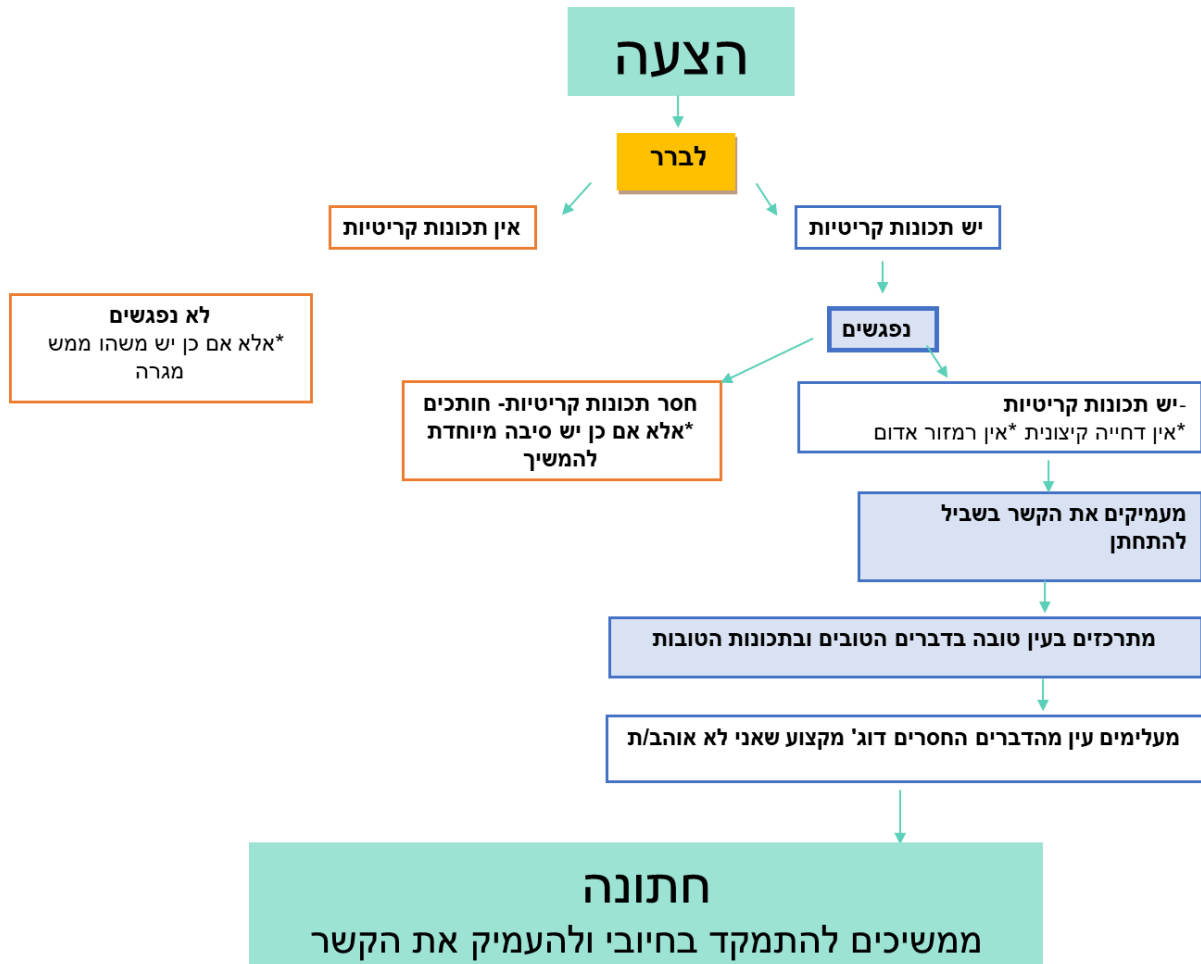 הצעה
לברר
יש תכונות קריטיות
אין תכונות קריטיות
לא נפגשים
*אלא אם כן יש משהו ממש
מגרה
נפגשים
-יש תכונות קריטיות
*אין דחייה קיצונית *אין רמזור אדום
חסר תכונות קריטיות- חותכים
*אלא אם כן יש סיבה מיוחדת
להמשיך
מעמיקים את הקשר בשביל
להתחתן
מתרכזים בעין טובה בדברים הטובים ובתכונות הטובות
מעלימים עין מהדברים החסרים דוג' מקצוע שאני לא אוהב/ת
חתונה
ממשיכים להתמקד בחיובי ולהעמיק את הקשר